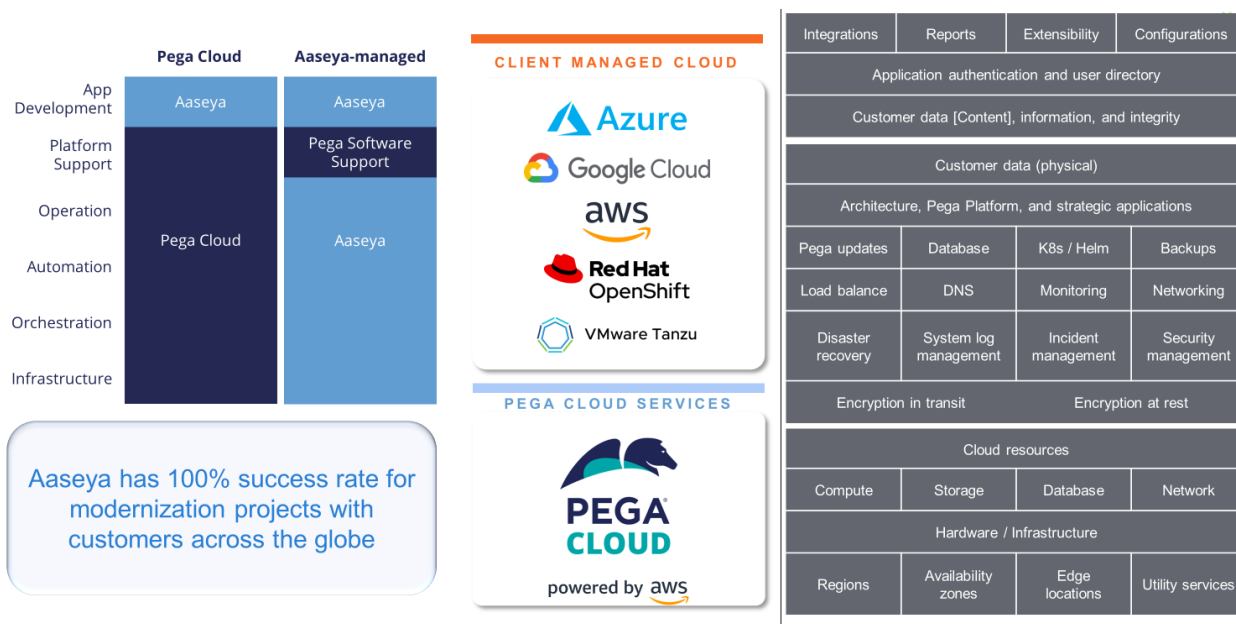 Pega Cloud
Aaseya-managed
App
Development
Aaseya
Aaseya
Platform
Support
Pega Software
Support
Operation
Pega Cloud
Aaseya
Automation
Orchestration
Infrastructure
Aaseya has 100% success rate for
modernization projects with
customers across the globe
CLIENT MANAGED CLOUD
Azure
Google Cloud
aws
Red Hat
OpenShift
VMware Tanzu
PEGA CLOUD SERVICES
PEGA
CLOUD
powered by aws
Integrations
Reports
Extensibility
Configurations
Application authentication and user directory
Customer data [Content], information, and integrity
Customer data (physical)
Architecture, Pega Platform, and strategic applications
Pega updates
Database
K8s / Helm
Backups
Load balance
DNS
Monitoring
Networking
Disaster
recovery
System log
management
Incident
management
Security
management
Encryption in transit
Encryption at rest
Cloud resources
Compute
Storage
Database
Network
Hardware / Infrastructure
Regions
Availability
zones
Edge
locations
Utility services